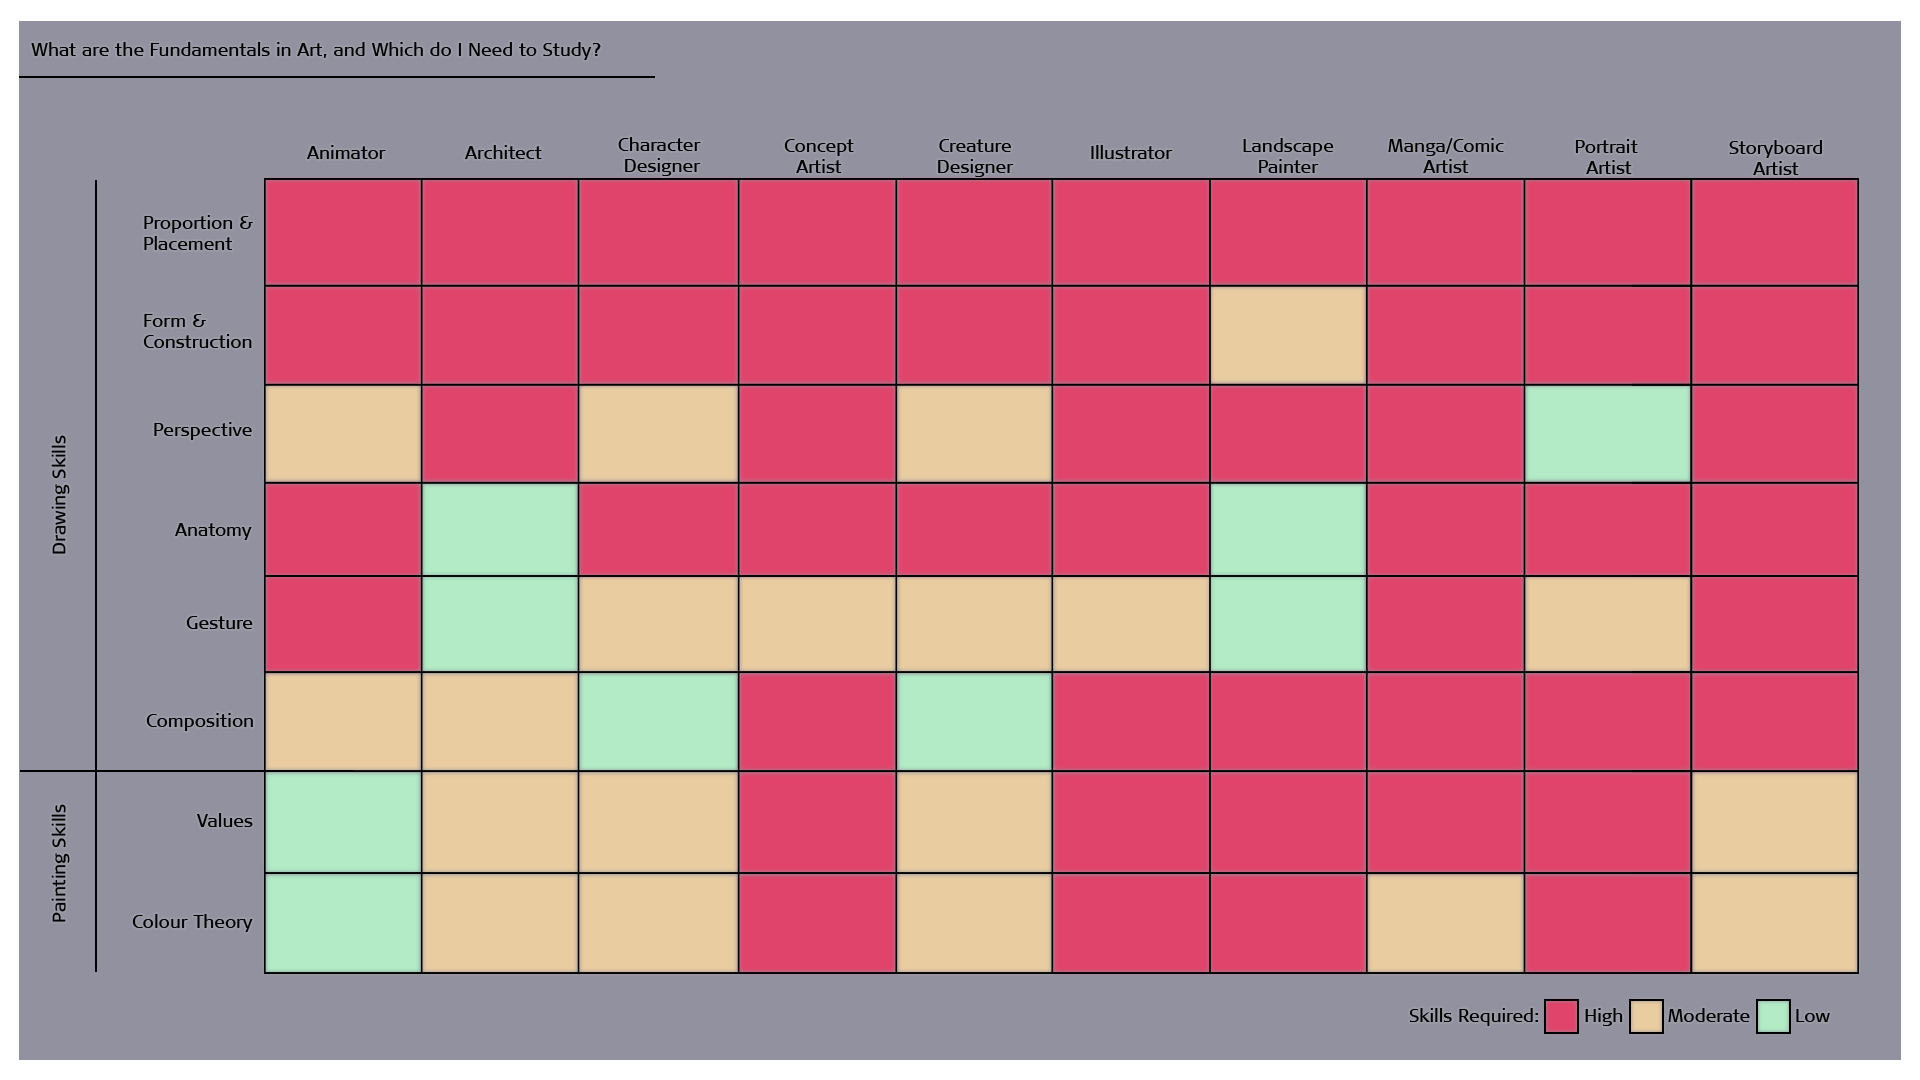 What are the Fundamentals in Art, and Which do I Need to Study?
Animator
Architect
Character
Designer
Concept
Artist
Creature
Designer
Illustrator
Landscape
Painter
Manga/Comic
Artist
Portrait
Artist
Storyboard
Artist
Drawing Skills
Proportion &
Placement
Form &
Construction
Perspective
Anatomy
Gesture
Composition
Painting Skills
Values
Colour Theory
Skills Required: High Moderate Low